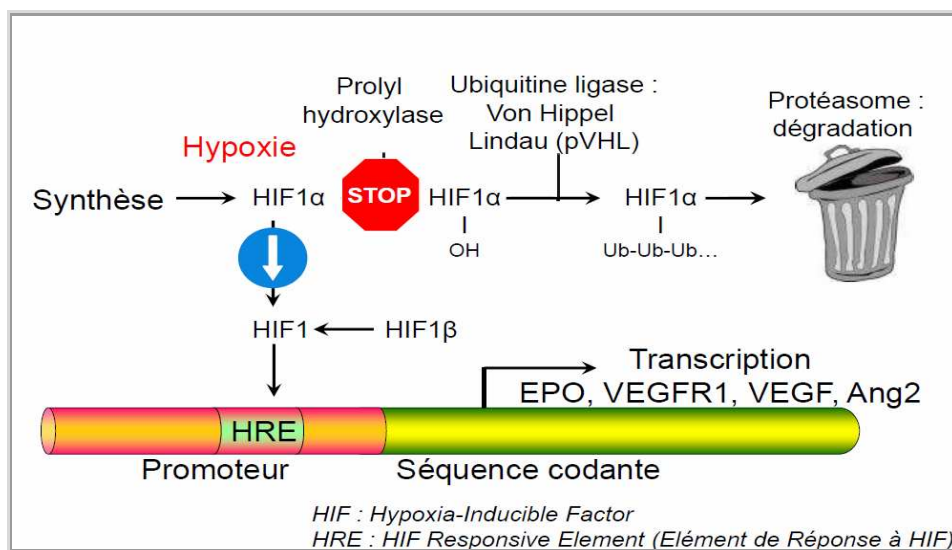 Prolyl
hydroxylase
Ubiquitine ligase :
Von Hippel
Lindau (pVHL)
Protéasome :
dégradation
Hypoxie
Synthèse
HIF1α
STOP
HIF1α
HIF1α
OH
Ub-Ub-Ub...
HIF1
HIF1β
Transcription
EPO, VEGFR1, VEGF, Ang2
HRE
Promoteur
Séquence codante
HIF : Hypoxia-Inducible Factor
HRE : HIF Responsive Element (Elément de Réponse à HIF)